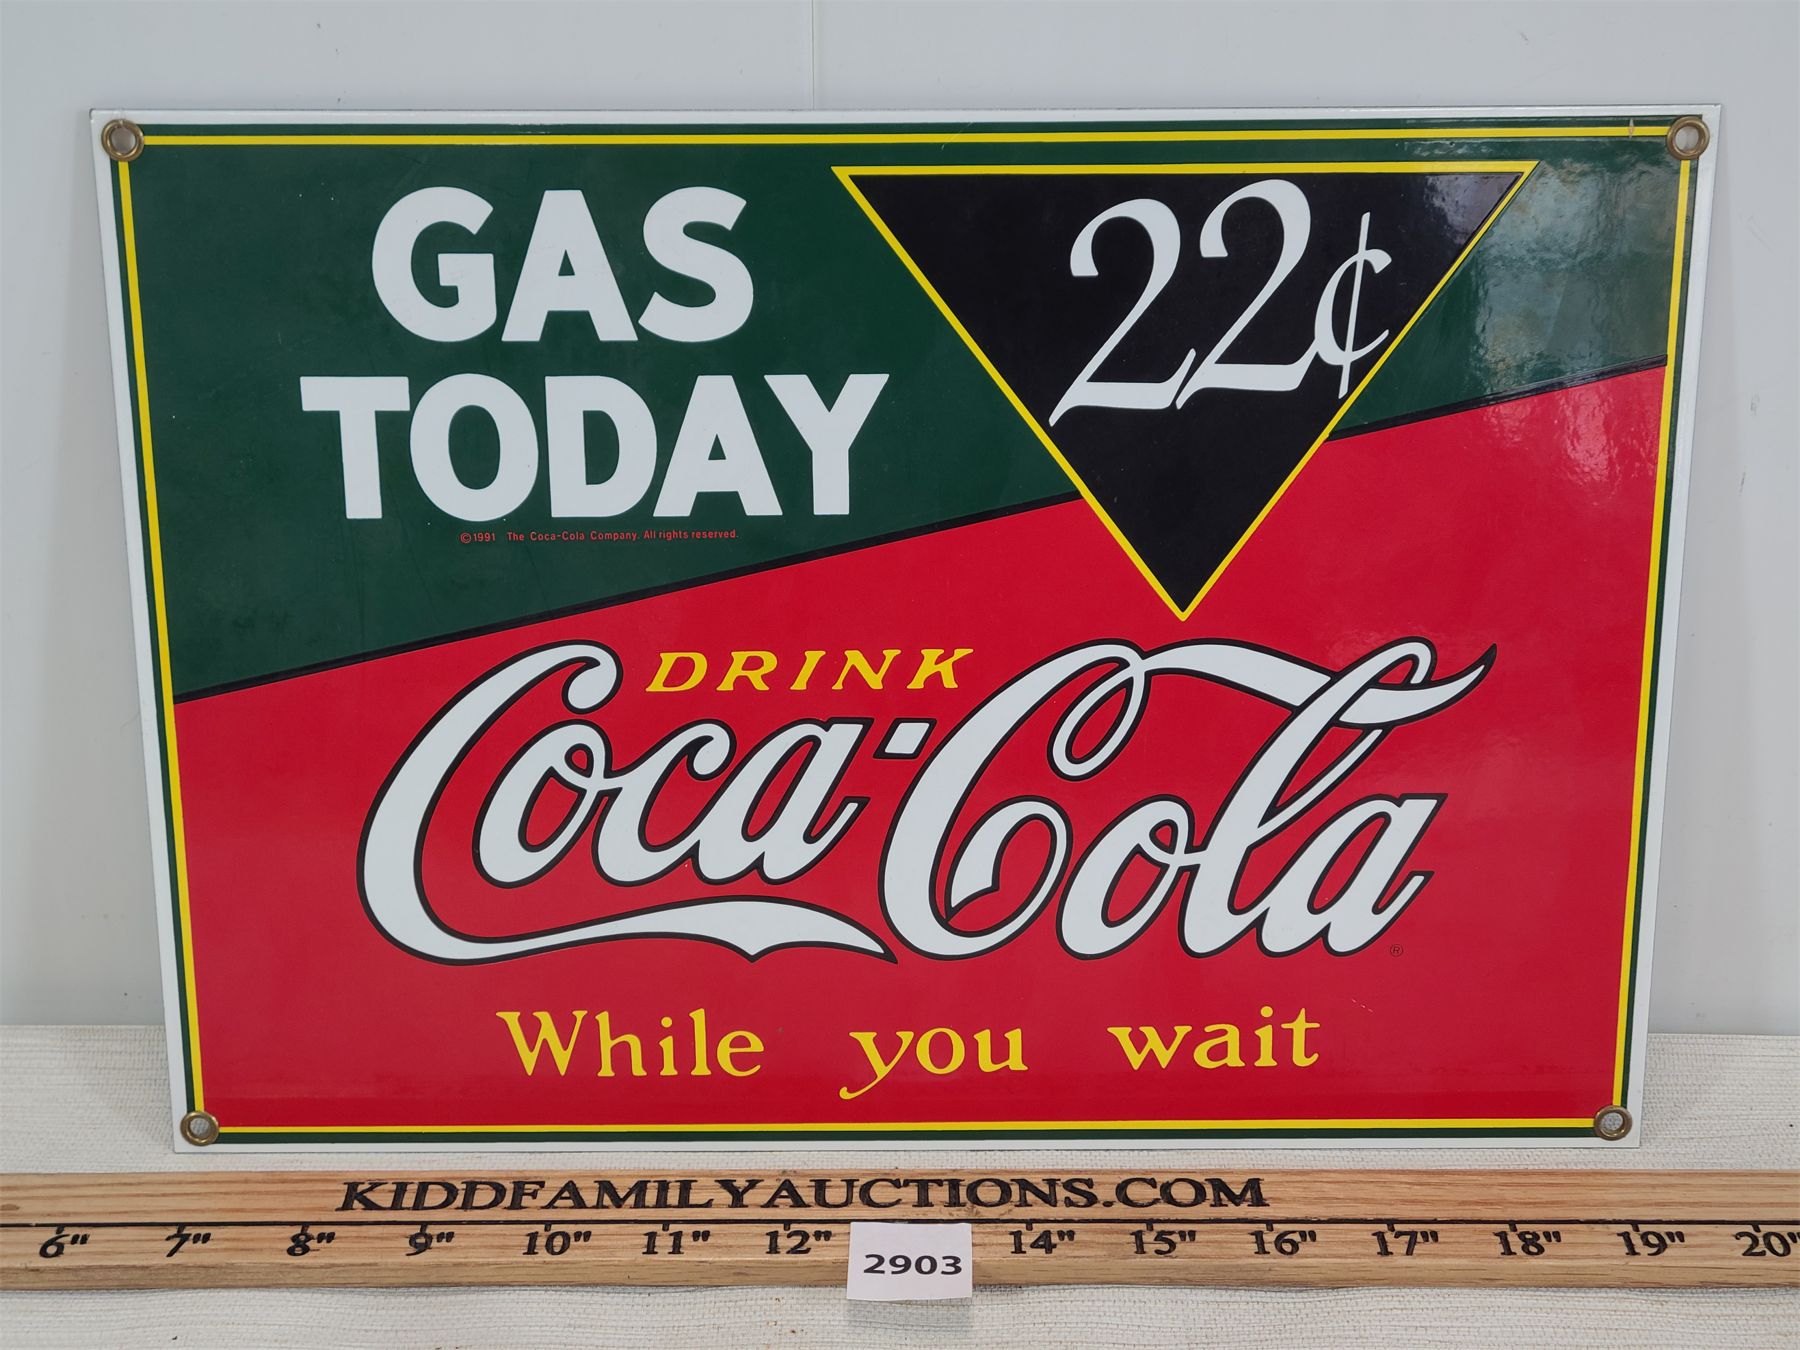 GAS
TODAY
22¢
©1991 The Coca-Cola Company. All rights reserved.
DRINK
Coca-Cola
®
While you wait
KIDDFAMILYAUCTIONS.COM
6" 7" 8" 9" 10" 11" 12" 14" 15" 16" 17" 18" 19" 20"
2903